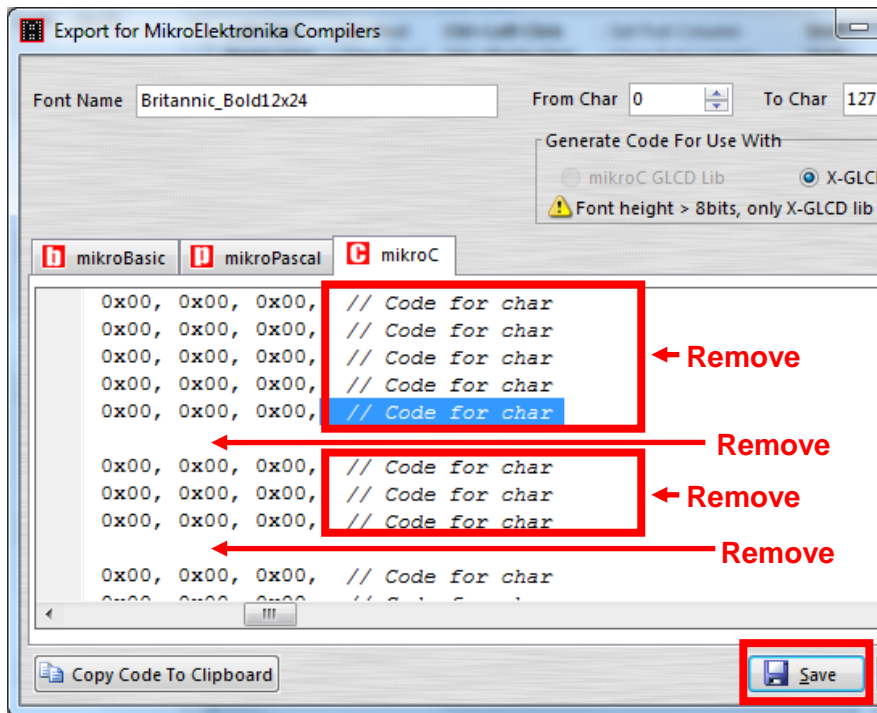 Export for MikroElektronika Compilers
Font Name Britannic_Bold12x24 From Char 0 To Char 127
Generate Code For Use With
mikroC GLCD Lib X-GLC
Font height > 8bits, only X-GLCD lib
mikroBasic mikroPascal mikroC
0x00, 0x00, 0x00, // Code for char
0x00, 0x00, 0x00, // Code for char
0x00, 0x00, 0x00, // Code for char Remove
0x00, 0x00, 0x00, // Code for char
0x00, 0x00, 0x00, // Code for char
Remove
0x00, 0x00, 0x00, // Code for char
0x00, 0x00, 0x00, // Code for char Remove
0x00, 0x00, 0x00, // Code for char
Remove
0x00, 0x00, 0x00, // Code for char
Copy Code To Clipboard Save